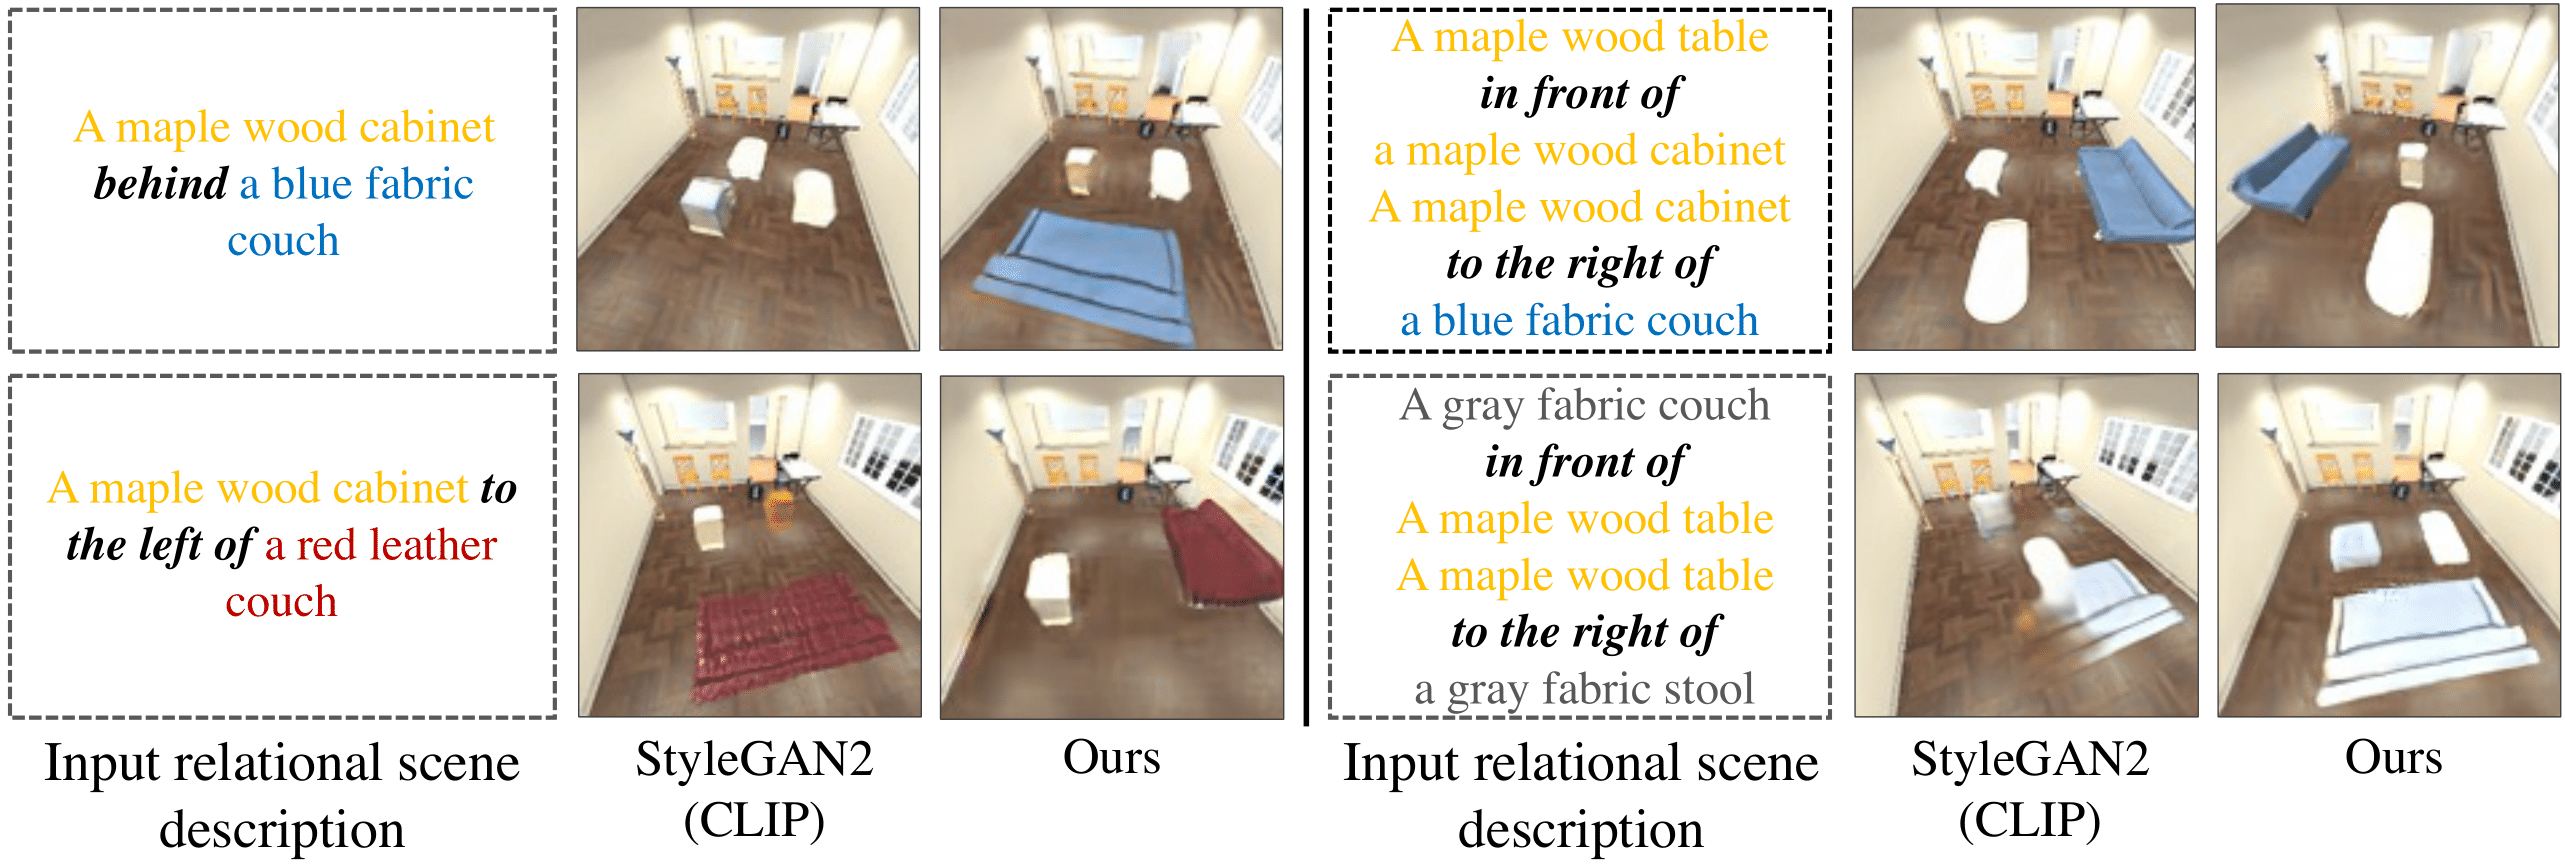 A maple wood cabinet
behind a blue fabric
couch
A maple wood table
in front of
a maple wood cabinet
A maple wood cabinet
to the right of
a blue fabric couch
A maple wood cabinet to
the left of a red leather
couch
A gray fabric couch
in front of
A maple wood table
A maple wood table
to the right of
a gray fabric stool
Input relational scene
description
StyleGAN2
(CLIP)
Ours
Input relational scene
description
StyleGAN2
(CLIP)
Ours